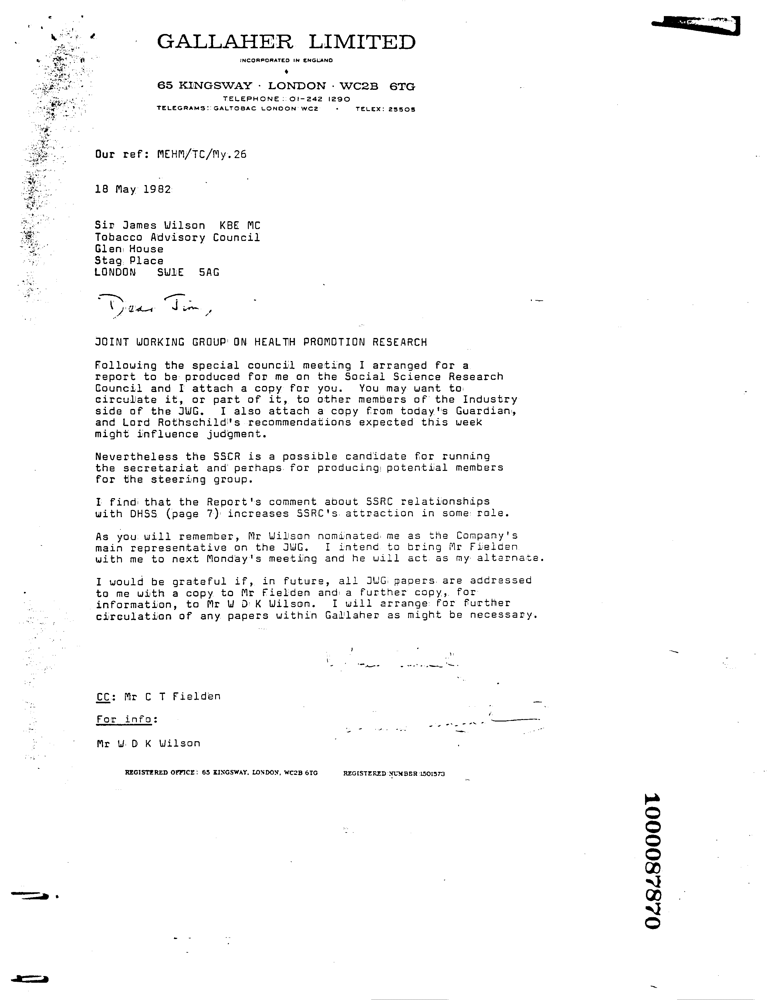 GALLAHER LIMITED
INCORPORATED IN ENGLAND
65 KINGSWAY · LONDON · WC2B 6TG
TELEPHONE: 01-242 1290
TELEGRAMS: GALTOBAC LONDON WC2 · TELEX: 25505
Our ref: MEHM/TC/My.26
18 May 1982
Sir James Wilson KBE MC
Tobacco Advisory Council
Glen House
Stag Place
LONDON SW1E 5AG
Dear Jim,
JOINT WORKING GROUP ON HEALTH PROMOTION RESEARCH
Following the special council meeting I arranged for a
report to be produced for me on the Social Science Research
Council and I attach a copy for you. You may want to
circulate it, or part of it, to other members of the Industry
side of the JWG. I also attach a copy from today's Guardian,
and Lord Rothschild's recommendations expected this week
might influence judgment.
Nevertheless the SSCR is a possible candidate for running
the secretariat and perhaps for producing potential members
for the steering group.
I find that the Report's comment about SSRC relationships
with DHSS (page 7) increases SSRC's attraction in some role.
As you will remember, Mr Wilson nominated me as the Company's
main representative on the JWG. I intend to bring Mr Fielden
with me to next Monday's meeting and he will act as my alternate.
I would be grateful if, in future, all JWG papers are addressed
to me with a copy to Mr Fielden and a further copy, for
information, to Mr W D K Wilson. I will arrange for further
circulation of any papers within Gallaher as might be necessary.
CC: Mr C T Fielden
For info:
Mr W D K Wilson
REGISTERED OFFICE: 65 KINGSWAY, LONDON, WC2B 6TG REGISTERED NUMBER 1501573
1000087870